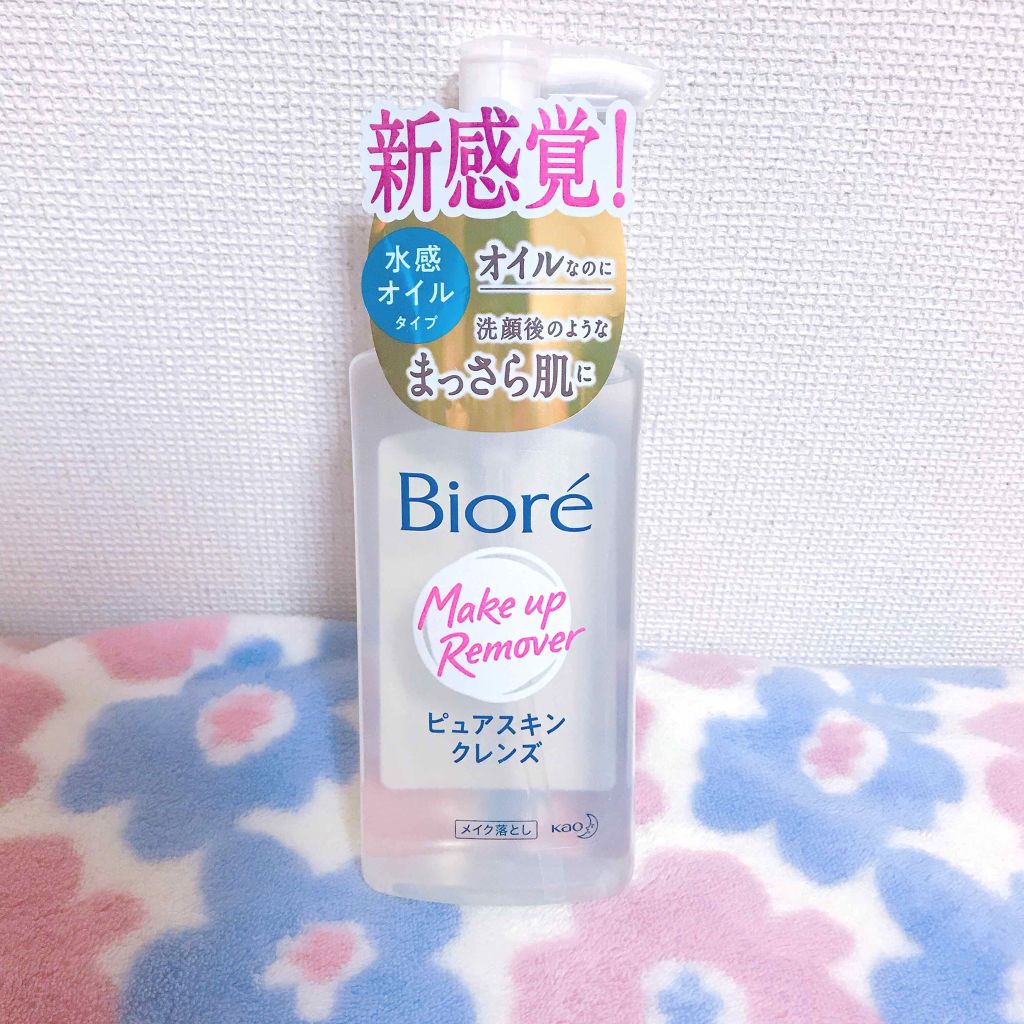 新感覚!
水感
オイル
タイプ
オイルなのに
洗顔後のような
まっさら肌に
Bioré
Make up
Remover
ピュアスキン
クレンズ
メイク落とし
Kao